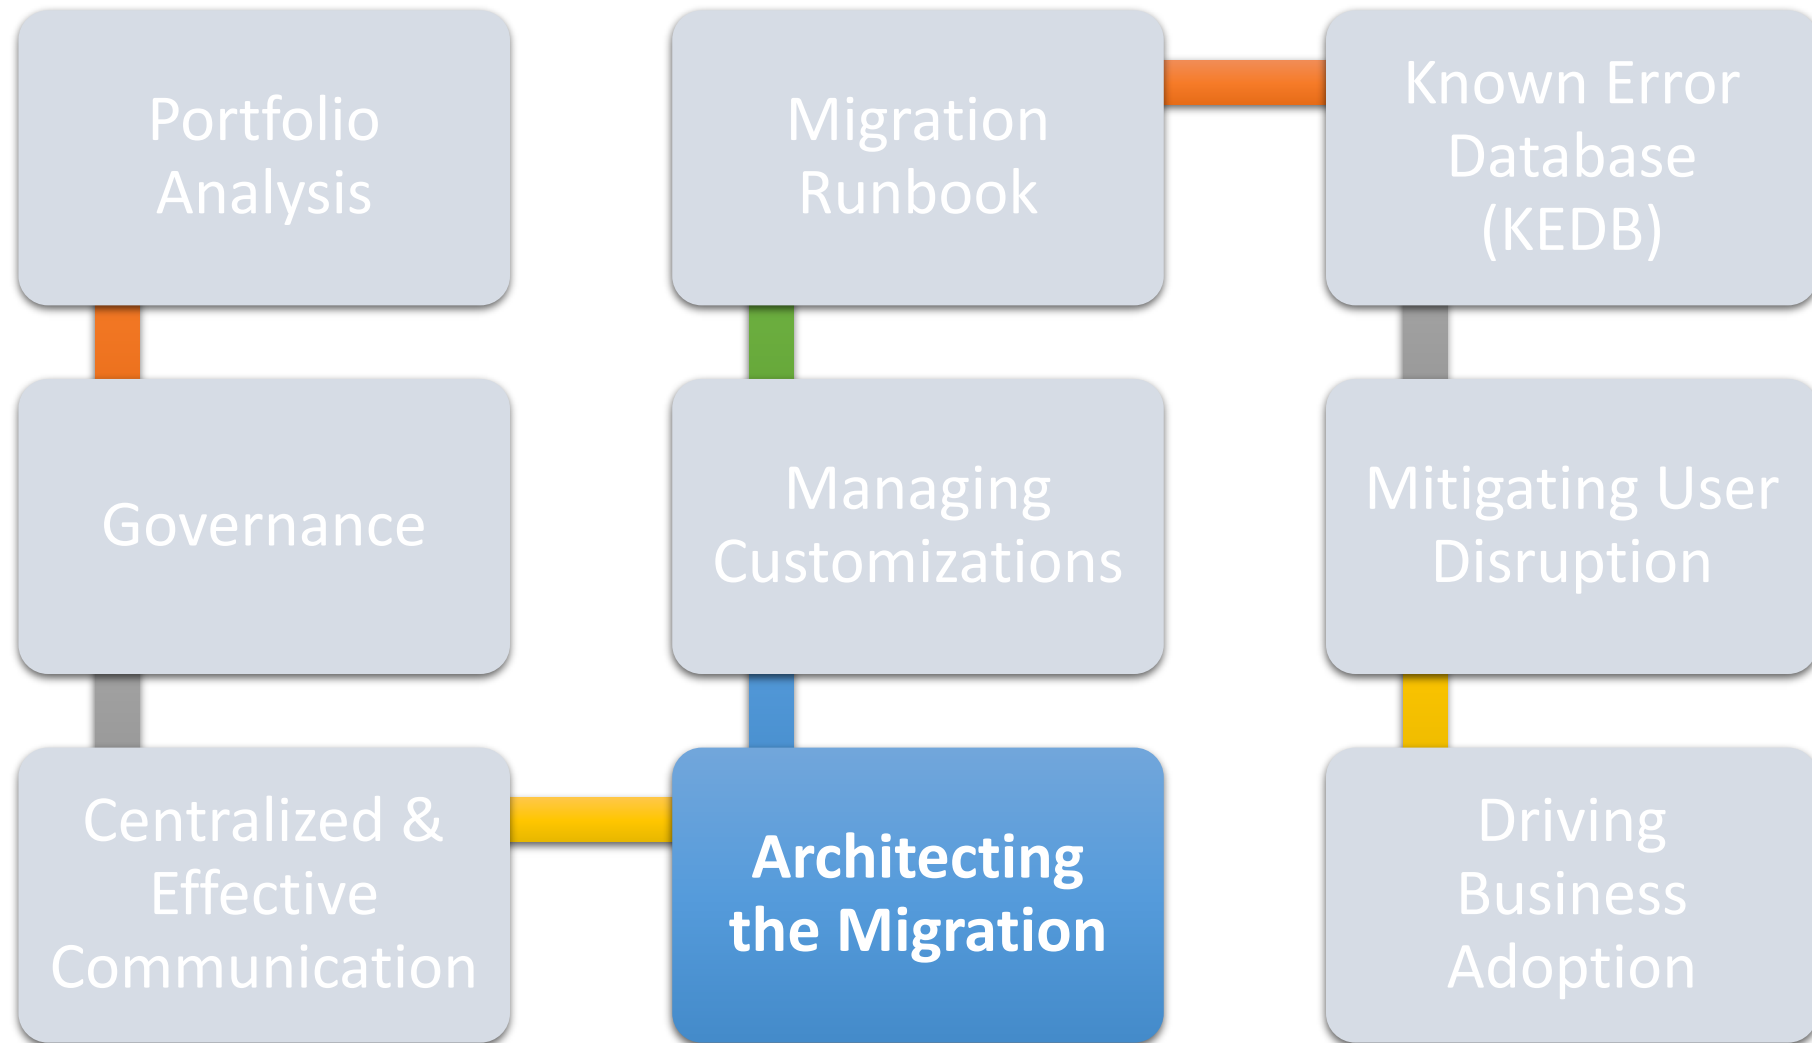 Portfolio
Analysis
Governance
Centralized &
Effective
Communication
Architecting
the Migration
Managing
Customizations
Migration
Runbook
Known Error
Database
(KEDB)
Mitigating User
Disruption
Driving
Business
Adoption